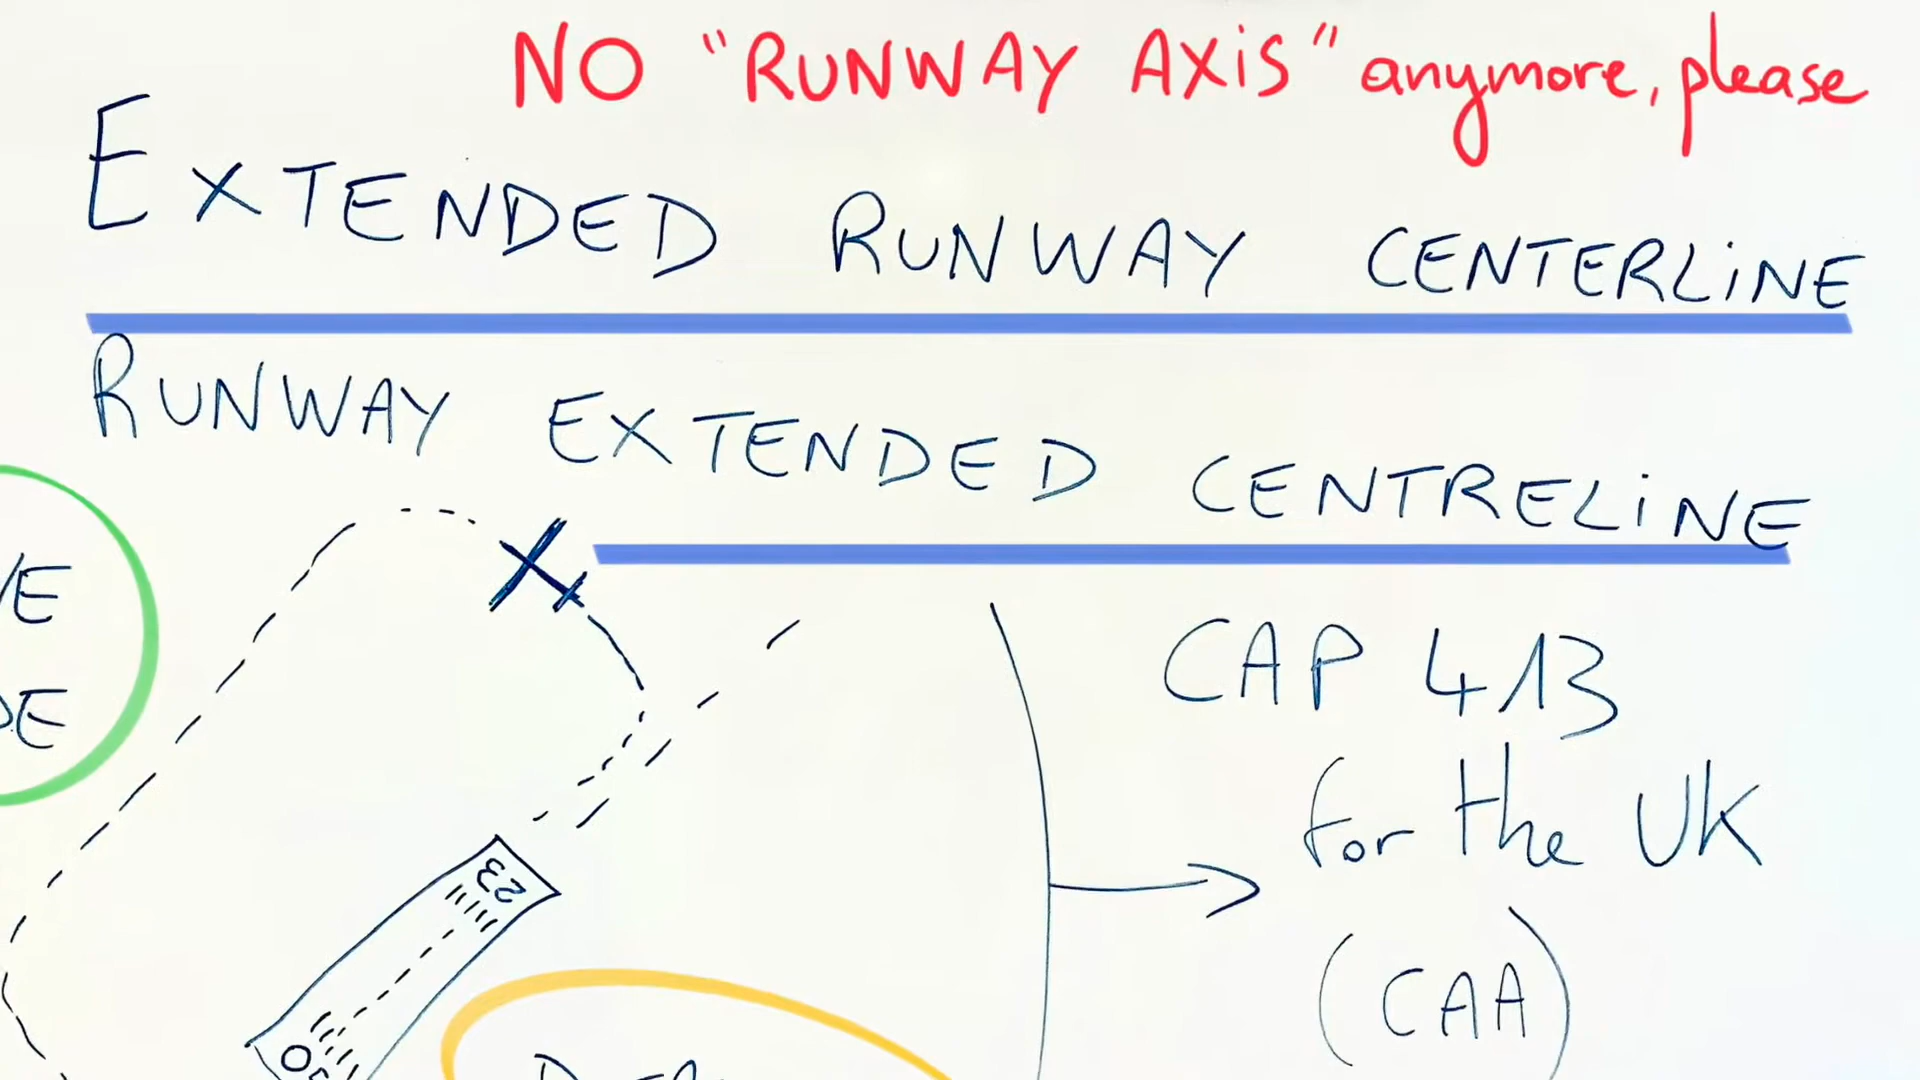 NO "RUNWAY AXiS" anymore, please
EXTENDED RUNWAY CENTERLiNE
RUNWAY EXTENDED CENTRELiNE
CAP 413
for the UK
(CAA)
23